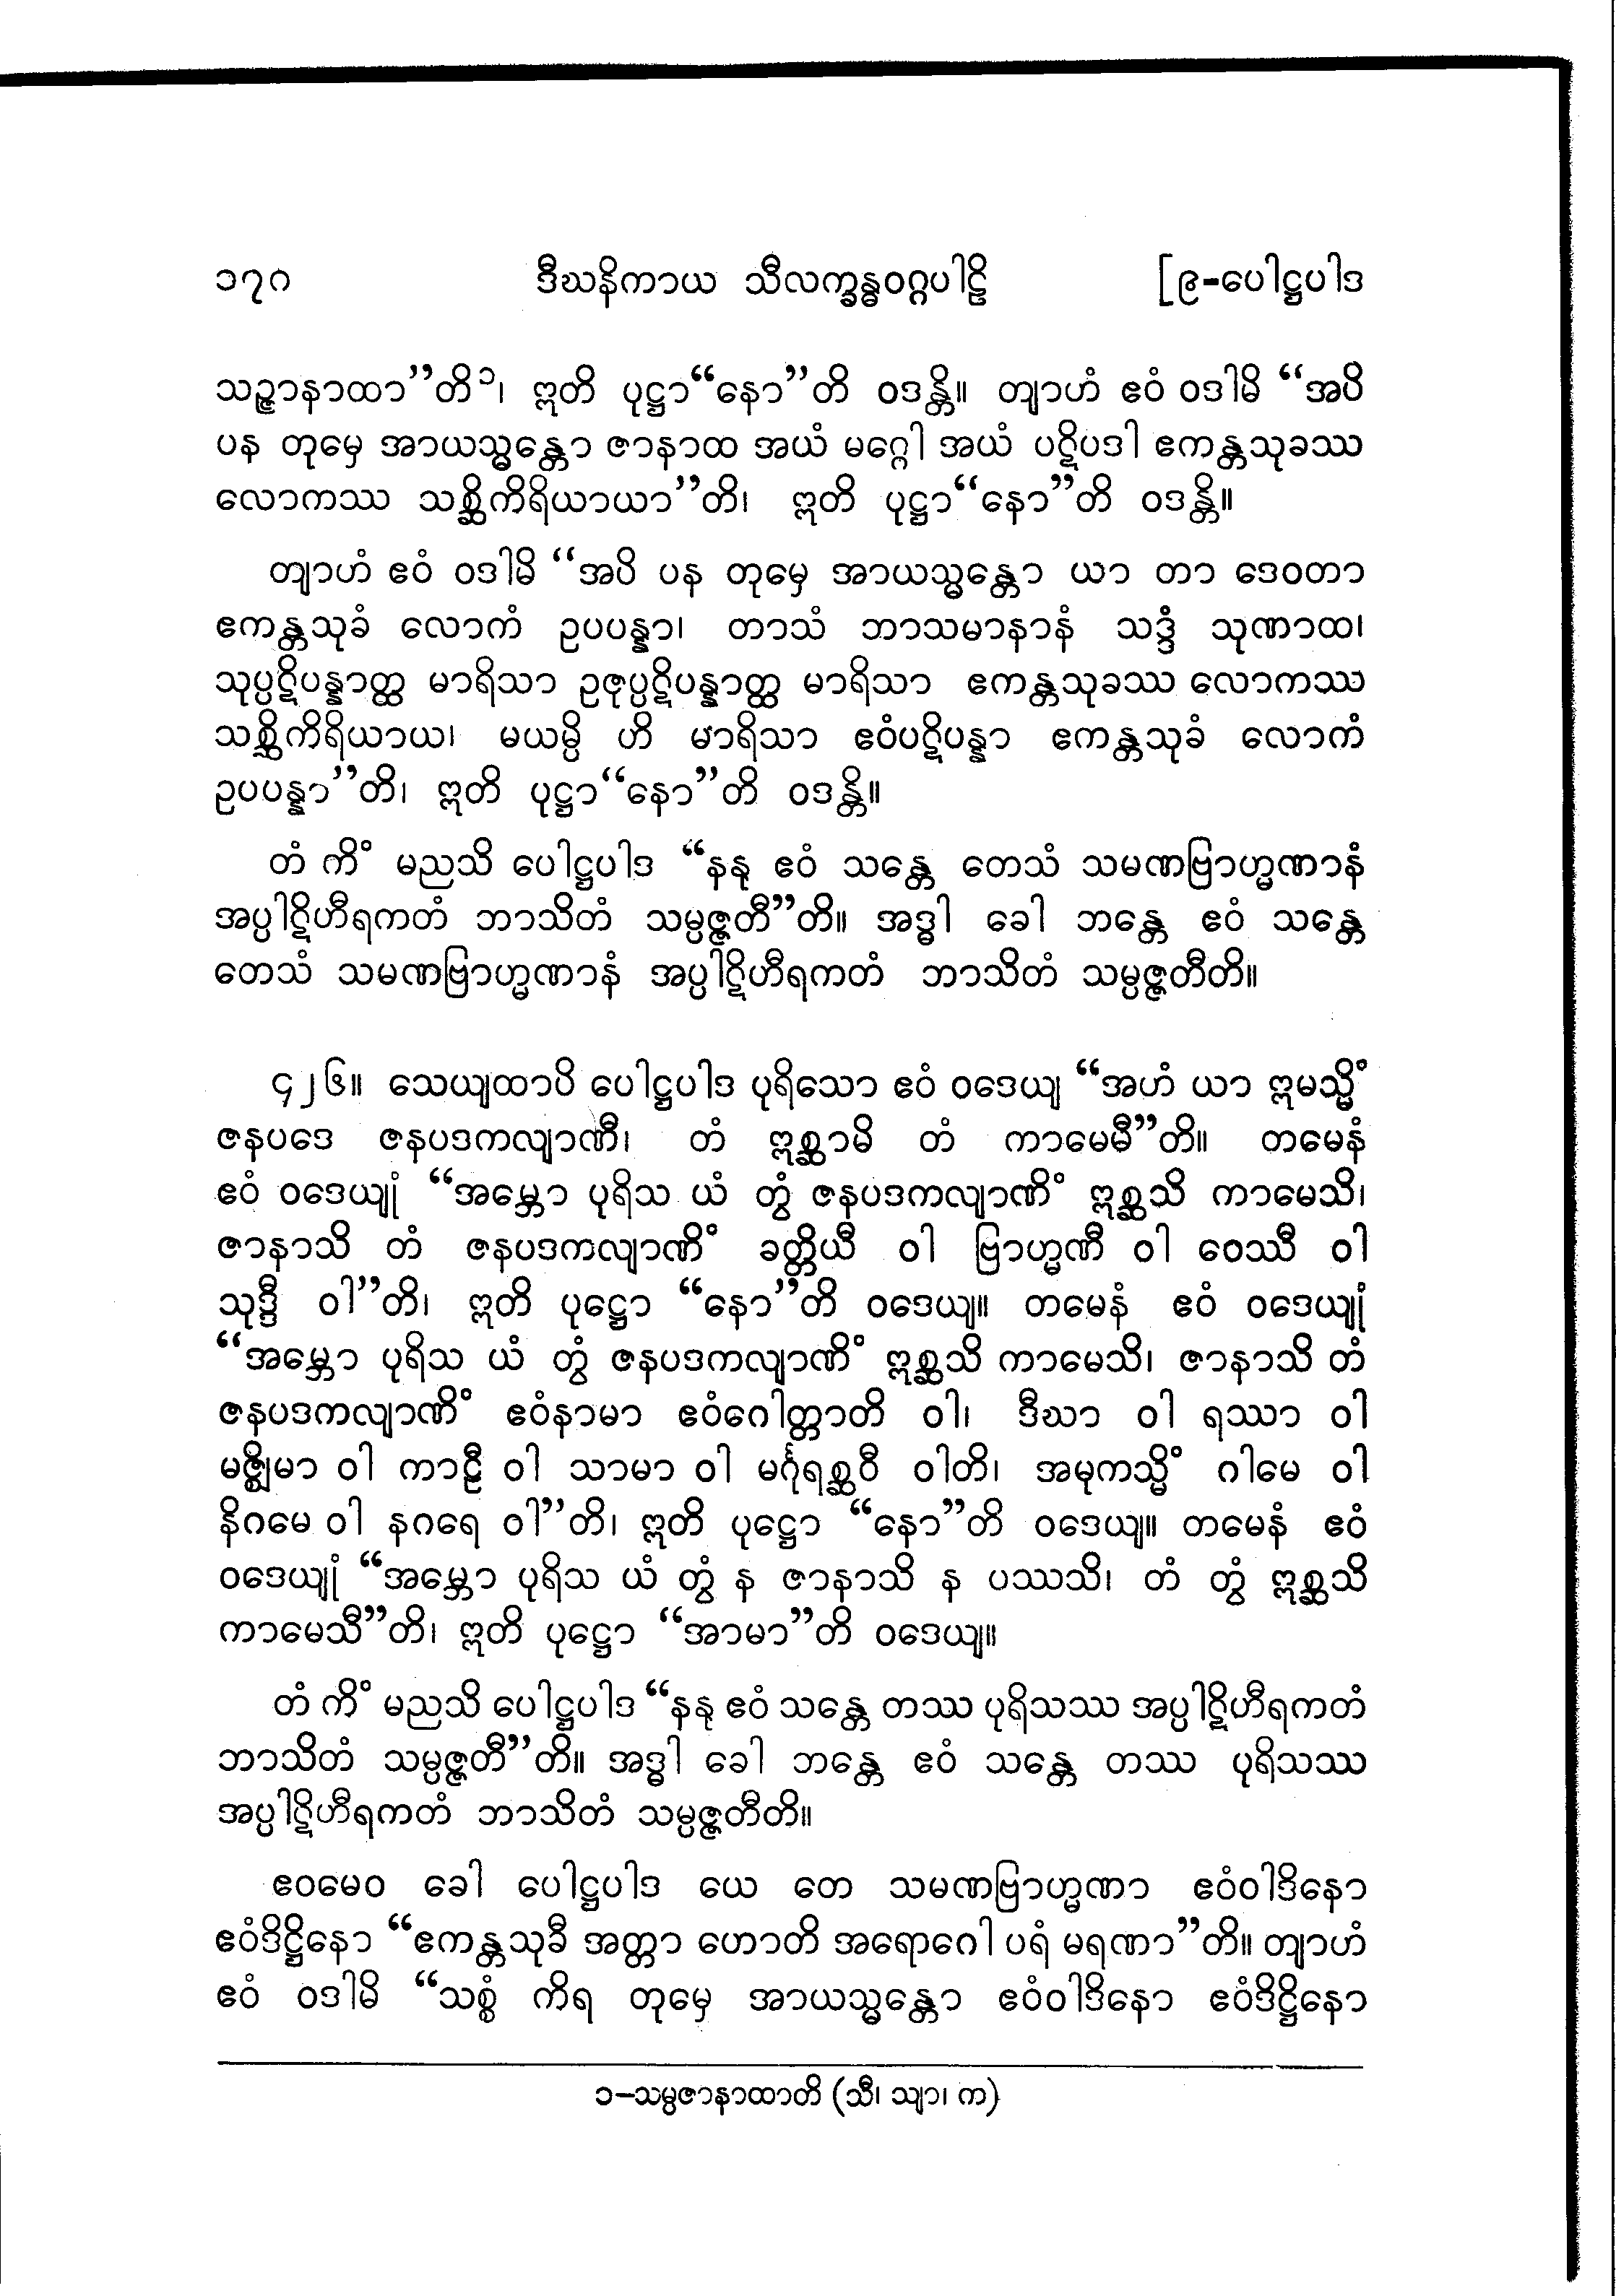 ၁၇၀ ဒီဃနိကာယ သီလက္ခန္ဓဝဂ္ဂပါဠိ [၉-ပေါဋ္ဌပါဒ
သဉ္ဇာနာထာ”တိ၁၊ ဣတိ ပုဋ္ဌာ“နော”တိ ဝဒန္တိ။ တျာဟံ ဧဝံ ဝဒါမိ “အပိ
ပန တုမှေ အာယသ္မန္တော ဇာနာထ အယံ မဂ္ဂေါ အယံ ပဋိပဒါ ဧကန္တသုခဿ
လောကဿ သစ္ဆိကိရိယာယာ”တိ၊ ဣတိ ပုဋ္ဌာ“နော”တိ ဝဒန္တိ။
တျာဟံ ဧဝံ ဝဒါမိ “အပိ ပန တုမှေ အာယသ္မန္တော ယာ တာ ဒေဝတာ
ဧကန္တသုခံ လောကံ ဥပပန္နာ၊ တာသံ ဘာသမာနာနံ သဒ္ဒံ သုဏာထ၊
သုပ္ပဋိပန္နာတ္ထ မာရိသာ ဥဇုပ္ပဋိပန္နာတ္ထ မာရိသာ ဧကန္တသုခဿ လောကဿ
သစ္ဆိကိရိယာယ၊ မယမ္ပိ ဟိ မာရိသာ ဧဝံပဋိပန္နာ ဧကန္တသုခံ လောကံ
ဥပပန္နာ”တိ၊ ဣတိ ပုဋ္ဌာ“နော”တိ ဝဒန္တိ။
တံ ကိံ မညသိ ပေါဋ္ဌပါဒ “နနု ဧဝံ သန္တေ တေသံ သမဏဗြာဟ္မဏာနံ
အပ္ပါဋိဟီရကတံ ဘာသိတံ သမ္ပဇ္ဇတီ”တိ။ အဒ္ဓါ ခေါ ဘန္တေ ဧဝံ သန္တေ
တေသံ သမဏဗြာဟ္မဏာနံ အပ္ပါဋိဟီရကတံ ဘာသိတံ သမ္ပဇ္ဇတီတိ။
၄၂၆။ သေယျထာပိ ပေါဋ္ဌပါဒ ပုရိသော ဧဝံ ဝဒေယျ “အဟံ ယာ ဣမသ္မိံ
ဇနပဒေ ဇနပဒကလျာဏီ၊ တံ ဣစ္ဆာမိ တံ ကာမေမီ”တိ။ တမေနံ
ဧဝံ ဝဒေယျုံ “အမ္ဘော ပုရိသ ယံ တွံ ဇနပဒကလျာဏိံ ဣစ္ဆသိ ကာမေသိ၊
ဇာနာသိ တံ ဇနပဒကလျာဏိံ ခတ္တိယီ ဝါ ဗြာဟ္မဏီ ဝါ ဝေဿီ ဝါ
သုဒ္ဒီ ဝါ”တိ၊ ဣတိ ပုဋ္ဌော “နော”တိ ဝဒေယျ။ တမေနံ ဧဝံ ဝဒေယျုံ
“အမ္ဘော ပုရိသ ယံ တွံ ဇနပဒကလျာဏိံ ဣစ္ဆသိ ကာမေသိ၊ ဇာနာသိ တံ
ဇနပဒကလျာဏိံ ဧဝံနာမာ ဧဝံဂေါတ္တာတိ ဝါ၊ ဒီဃာ ဝါ ရဿာ ဝါ
မဇ္ဈိမာ ဝါ ကာဠီ ဝါ သာမာ ဝါ မင်္ဂုရစ္ဆဝီ ဝါတိ၊ အမုကသ္မိံ ဂါမေ ဝါ
နိဂမေ ဝါ နဂရေ ဝါ”တိ၊ ဣတိ ပုဋ္ဌော “နော”တိ ဝဒေယျ။ တမေနံ ဧဝံ
ဝဒေယျုံ “အမ္ဘော ပုရိသ ယံ တွံ န ဇာနာသိ န ပဿသိ၊ တံ တွံ ဣစ္ဆသိ
ကာမေသီ”တိ၊ ဣတိ ပုဋ္ဌော “အာမာ”တိ ဝဒေယျ။
တံ ကိံ မညသိ ပေါဋ္ဌပါဒ “နနု ဧဝံ သန္တေ တဿ ပုရိသဿ အပ္ပါဋိဟီရကတံ
ဘာသိတံ သမ္ပဇ္ဇတီ”တိ။ အဒ္ဓါ ခေါ ဘန္တေ ဧဝံ သန္တေ တဿ ပုရိသဿ
အပ္ပါဋိဟီရကတံ ဘာသိတံ သမ္ပဇ္ဇတီတိ။
ဧဝမေဝ ခေါ ပေါဋ္ဌပါဒ ယေ တေ သမဏဗြာဟ္မဏာ ဧဝံဝါဒိနော
ဧဝံဒိဋ္ဌိနော “ဧကန္တသုခီ အတ္တာ ဟောတိ အရောဂေါ ပရံ မရဏာ”တိ။ တျာဟံ
ဧဝံ ဝဒါမိ “သစ္စံ ကိရ တုမှေ အာယသ္မန္တော ဧဝံဝါဒိနော ဧဝံဒိဋ္ဌိနော
၁-သမ္ပဇာနာထာတိ (သီ၊ သျာ၊ က)